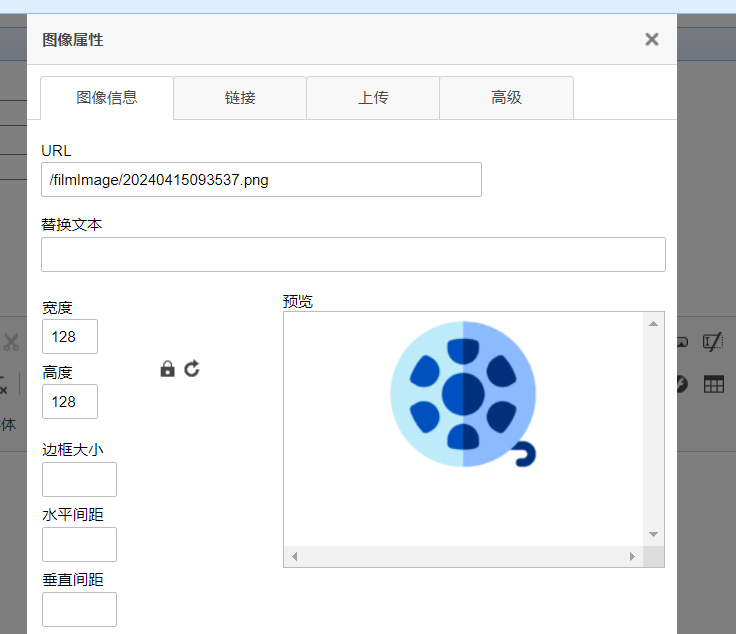 图像属性
图像信息 链接 上传 高级
URL
/filmImage/20240415093537.png
替换文本
宽度
128
高度
128
预览
边框大小
水平间距
垂直间距
体